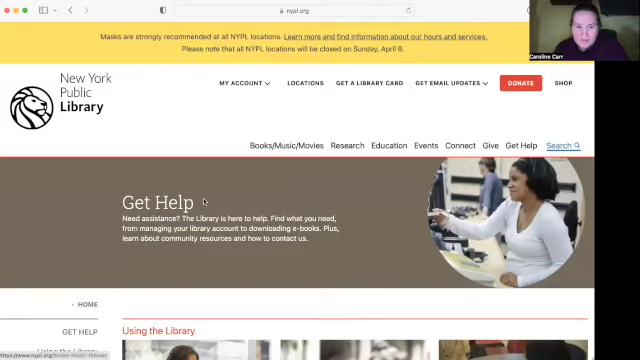 nypl.org
Masks are strongly recommended at all NYPL locations. Learn more and find information about our hours and services.
Please note that all NYPL locations will be closed on Sunday, April 9.
Caroline Carr
New York
Public
Library
MY ACCOUNT
LOCATIONS
GET A LIBRARY CARD
GET EMAIL UPDATES
DONATE
SHOP
Books/Music/Movies
Research
Education
Events
Connect
Give
Get Help
Search
Get Help
Need assistance? The Library is here to help. Find what you need,
from managing your library account to downloading e-books. Plus,
learn about community resources and how to contact us.
HOME
Using the Library
GET HELP
https://www.nypl.org/books-music-movies